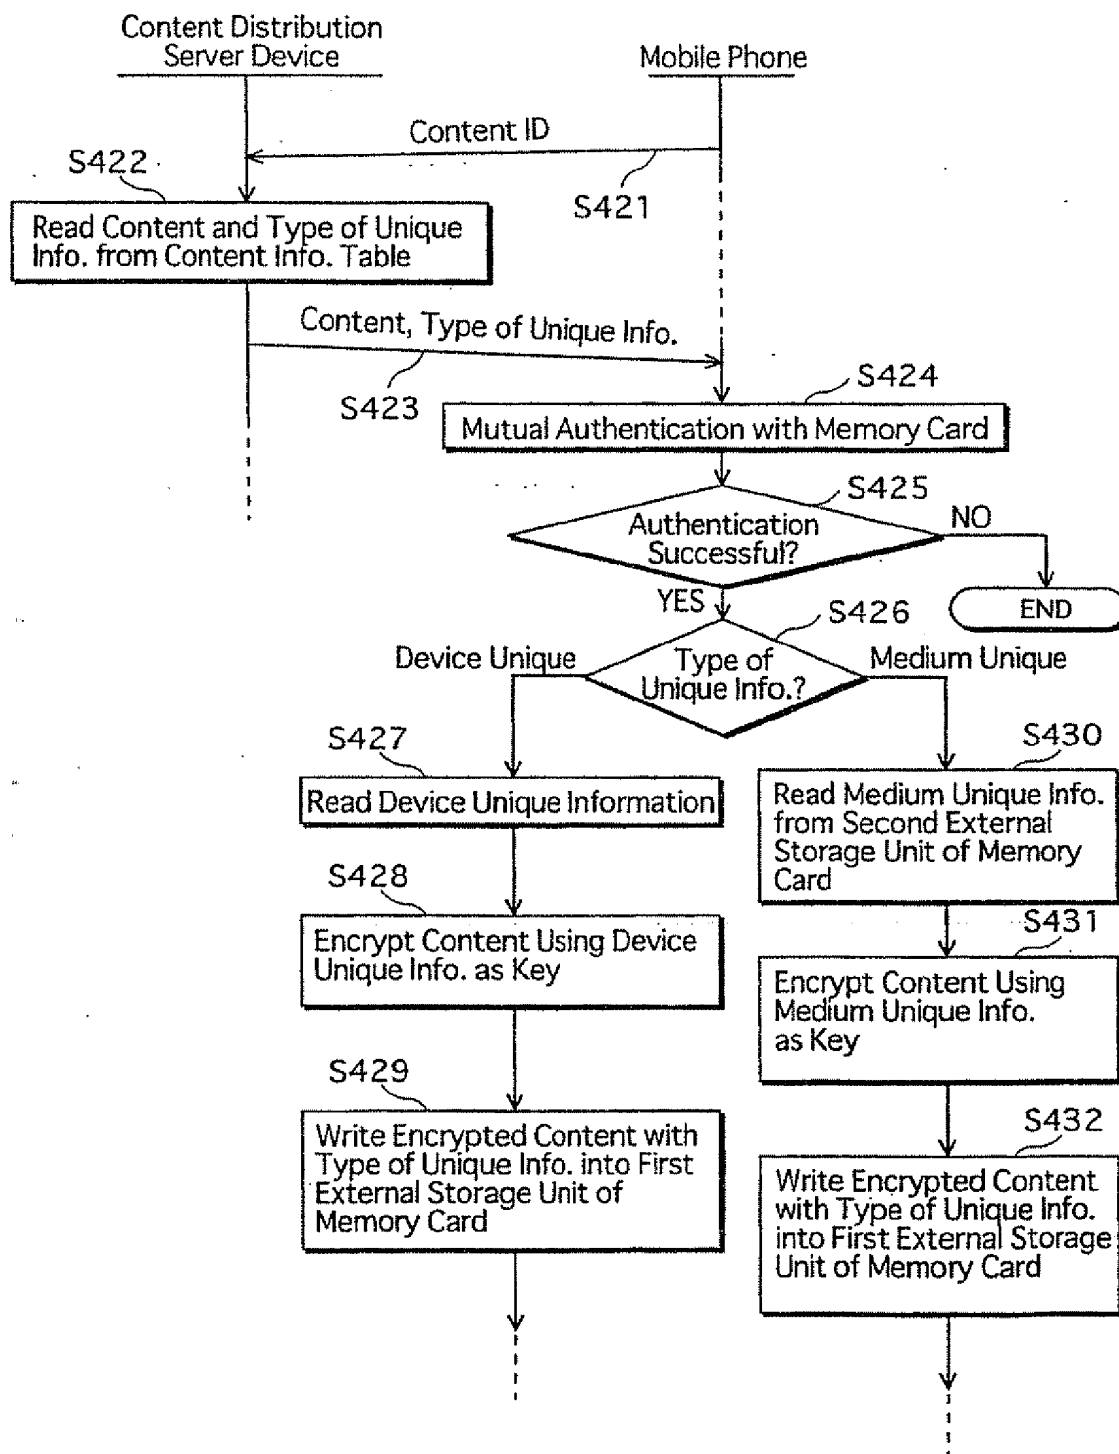 Content Distribution
Server Device
Mobile Phone
Content ID
S421
S422
Read Content and Type of Unique
Info. from Content Info. Table
Content, Type of Unique Info.
S423
S424
Mutual Authentication with Memory Card
S425
Authentication
Successful?
NO
END
YES
S426
Device Unique
Type of
Unique Info.?
Medium Unique
S427
Read Device Unique Information
S428
Encrypt Content Using Device
Unique Info. as Key
S429
Write Encrypted Content with
Type of Unique Info. into First
External Storage Unit of
Memory Card
S430
Read Medium Unique Info.
from Second External
Storage Unit of Memory
Card
S431
Encrypt Content Using
Medium Unique Info.
as Key
S432
Write Encrypted Content
with Type of Unique Info.
into First External Storage
Unit of Memory Card